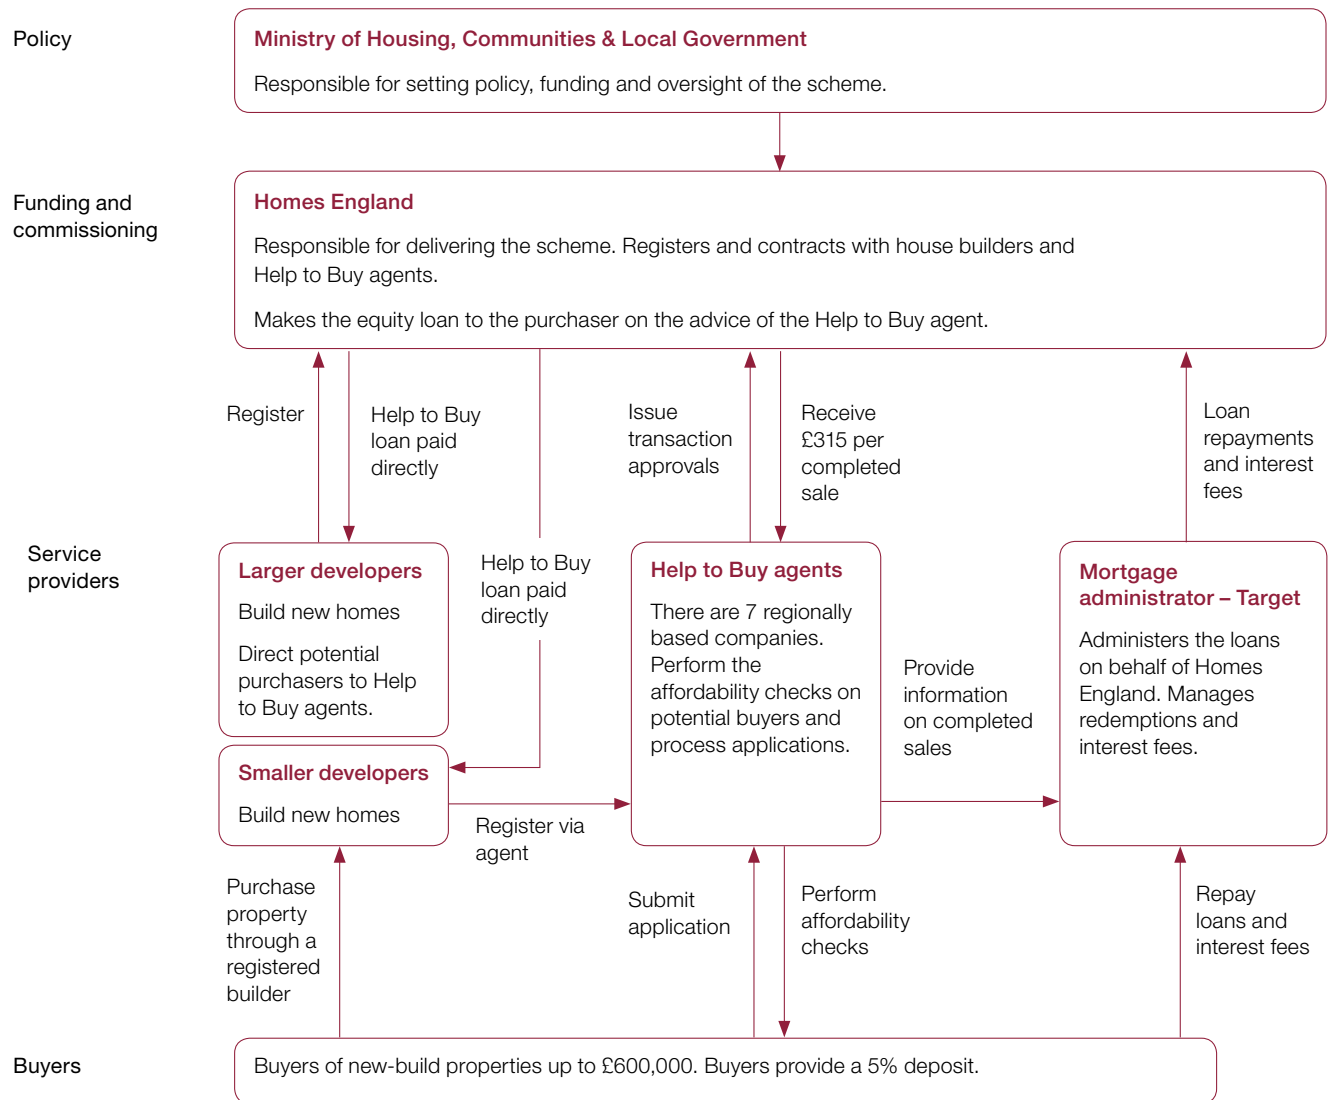 Policy
Ministry of Housing, Communities & Local Government
Responsible for setting policy, funding and oversight of the scheme.
Funding and
commissioning
Homes England
Responsible for delivering the scheme. Registers and contracts with house builders and
Help to Buy agents.
Makes the equity loan to the purchaser on the advice of the Help to Buy agent.
Register
Help to Buy
loan paid
directly
Issue
transaction
approvals
Receive
£315 per
completed
sale
Loan
repayments
and interest
fees
Service
providers
Larger developers
Build new homes
Direct potential
purchasers to Help
to Buy agents.
Help to Buy
loan paid
directly
Help to Buy agents
There are 7 regionally
based companies.
Perform the
affordability checks on
potential buyers and
process applications.
Provide
information
on completed
sales
Mortgage
administrator – Target
Administers the loans
on behalf of Homes
England. Manages
redemptions and
interest fees.
Smaller developers
Build new homes
Register via
agent
Purchase
property
through a
registered
builder
Submit
application
Perform
affordability
checks
Repay
loans and
interest fees
Buyers
Buyers of new-build properties up to £600,000. Buyers provide a 5% deposit.